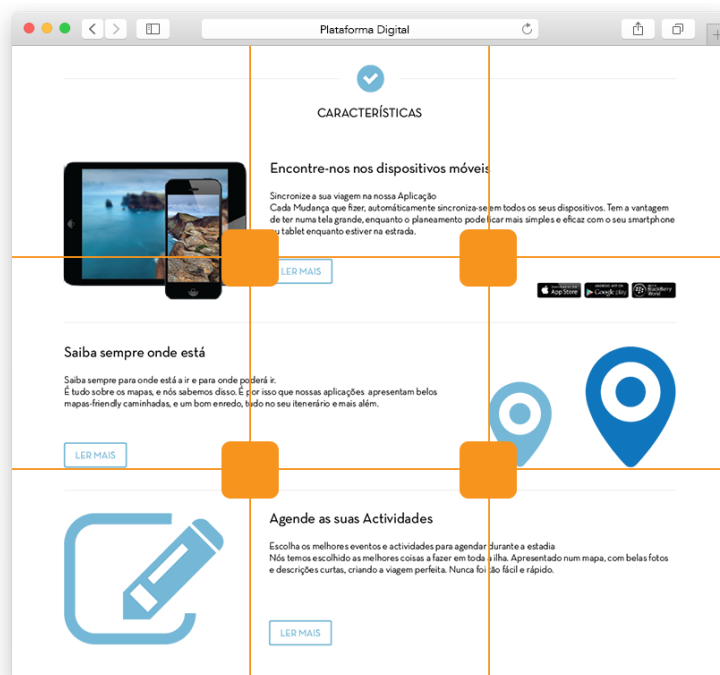 Plataforma Digital
CARACTERÍSTICAS
Encontre-nos nos dispositivos móveis
Sincronize a sua viagem na nossa Aplicação
Cada Mudança que fizer, automáticamente sincroniza-se em todos os seus dispositivos. Tem a vantagem
de ter numa tela grande, enquanto o planeamento pode ficar mais simples e eficaz com o seu smartphone
ou tablet enquanto estiver na estrada.
LER MAIS
App Store
Google play
BlackBerry
World
Saiba sempre onde está
Saiba sempre para onde está a ir e para onde poderá ir.
É tudo sobre os mapas, e nós sabemos disso. É por isso que nossas aplicações apresentam belos
mapas-friendly caminhadas, e um bom enredo, tudo no seu itenerário e mais além.
LER MAIS
Agende as suas Actividades
Escolha os melhores eventos e actividades para agendar durante a estadia
Nós temos escolhido as melhores coisas a fazer em toda a ilha. Apresentado num mapa, com belas fotos
e descrições curtas, criando a viagem perfeita. Nunca foi tão fácil e rápido.
LER MAIS